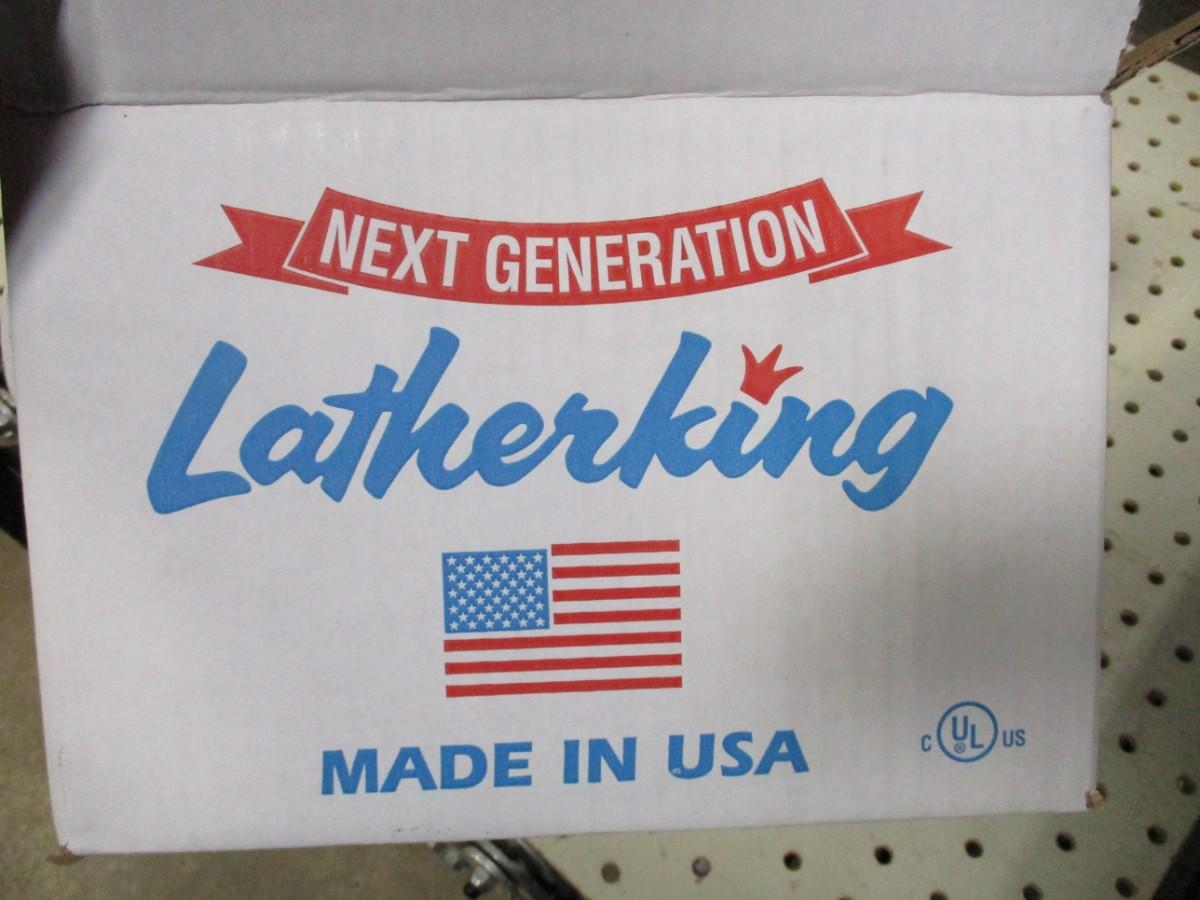 NEXT GENERATION
Latherking
MADE IN USA
C UL® US